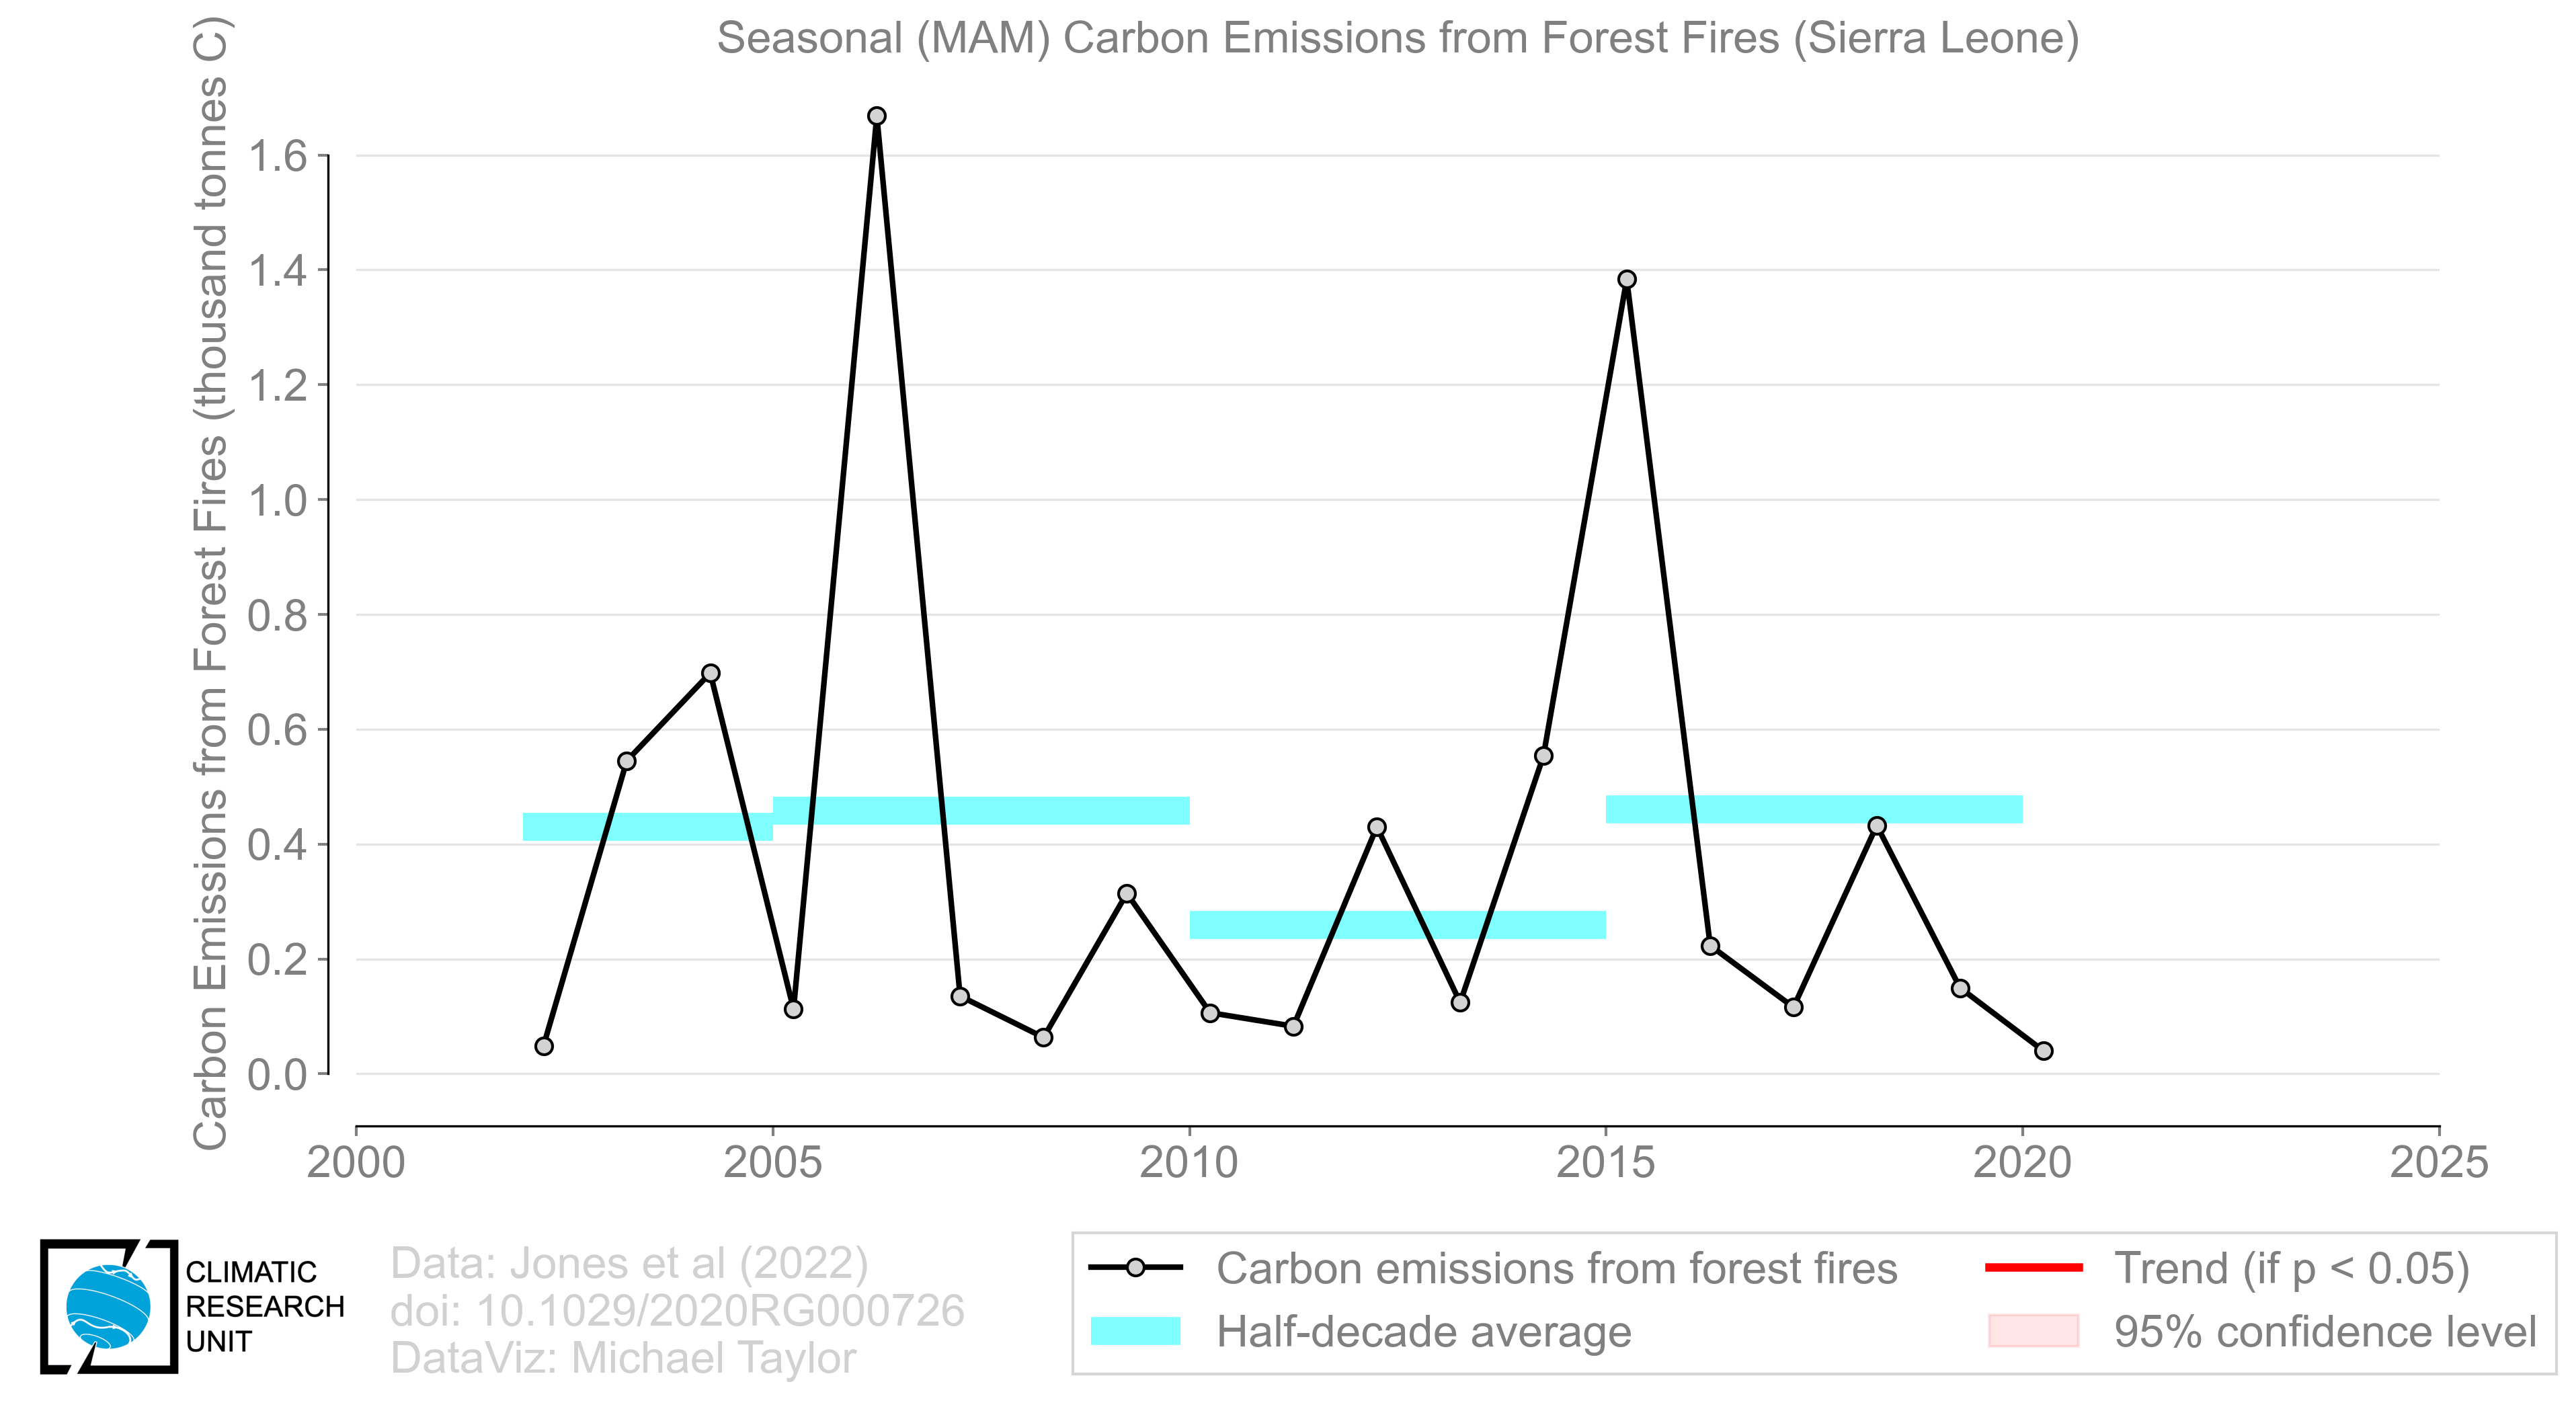 Seasonal (MAM) Carbon Emissions from Forest Fires (Sierra Leone)
Carbon Emissions from Forest Fires (thousand tonnes C)
1.6
1.4
1.2
1.0
0.8
0.6
0.4
0.2
0.0
2000 2005 2010 2015 2020 2025
CLIMATIC
RESEARCH
UNIT
Data: Jones et al (2022)
doi: 10.1029/2020RG000726
DataViz: Michael Taylor
Carbon emissions from forest fires
Half-decade average
Trend (if p < 0.05)
95% confidence level